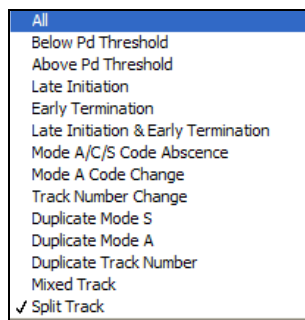 All
Below Pd Threshold
Above Pd Threshold
Late Initiation
Early Termination
Late Initiation & Early Termination
Mode A/C/S Code Abscence
Mode A Code Change
Track Number Change
Duplicate Mode S
Duplicate Mode A
Duplicate Track Number
Mixed Track
✓ Split Track